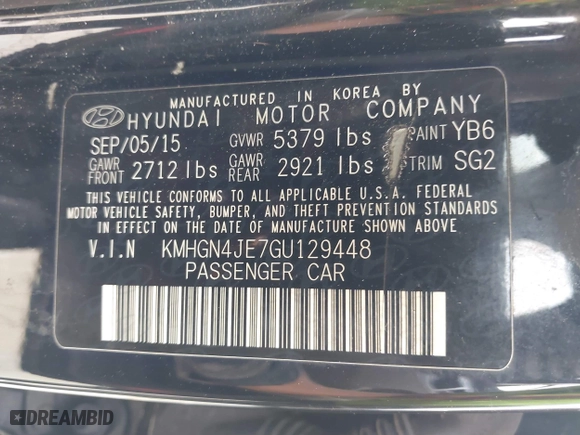 MANUFACTURED IN KOREA BY
HYUNDAI MOTOR COMPANY
SEP/05/15 GVWR 5379 lbs PAINT YB6
GAWR FRONT 2712 lbs GAWR REAR 2921 lbs TRIM SG2
THIS VEHICLE CONFORMS TO ALL APPLICABLE U.S.A. FEDERAL
MOTOR VEHICLE SAFETY, BUMPER, AND THEFT PREVENTION STANDARDS
IN EFFECT ON THE DATE OF MANUFACTURE SHOWN ABOVE
V.I.N KMHGN4JE7GU129448
PASSENGER CAR
DREAMBID